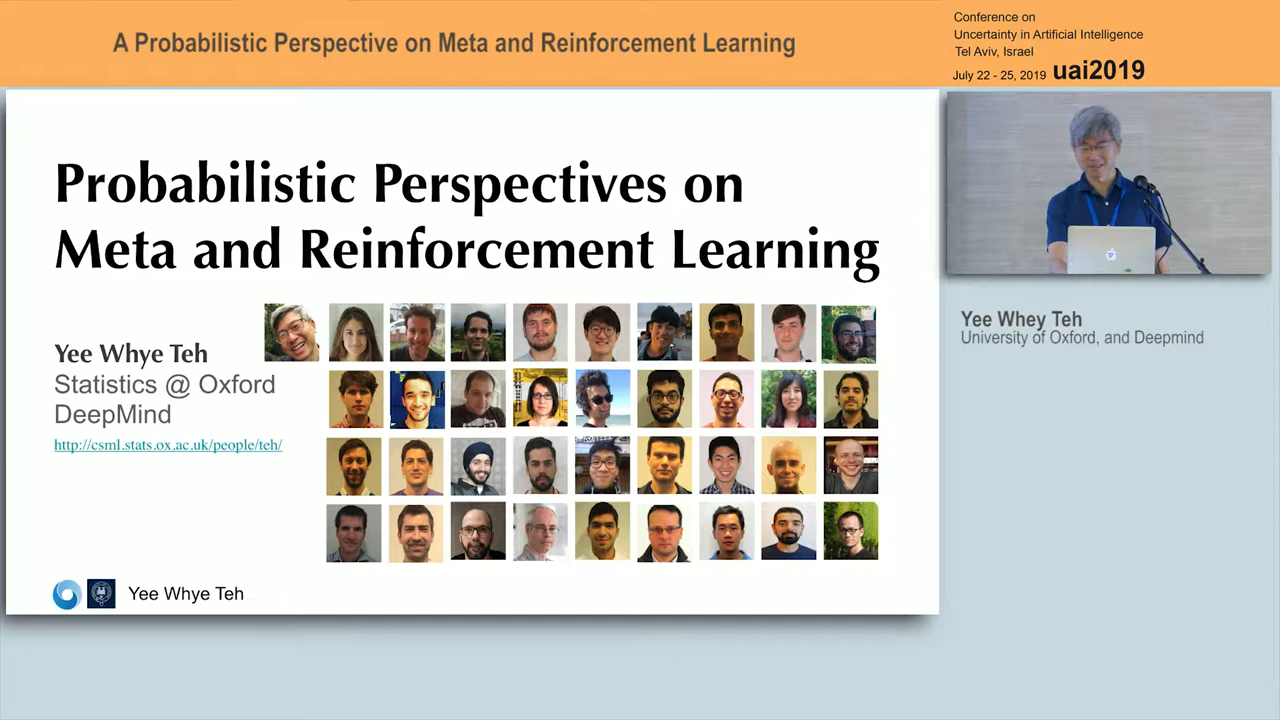 A Probabilistic Perspective on Meta and Reinforcement Learning
Conference on
Uncertainty in Artificial Intelligence
Tel Aviv, Israel
July 22 - 25, 2019 uai2019
Probabilistic Perspectives on
Meta and Reinforcement Learning
Yee Whye Teh
Statistics @ Oxford
DeepMind
http://csml.stats.ox.ac.uk/people/teh/
Yee Whye Teh
Yee Whey Teh
University of Oxford, and Deepmind